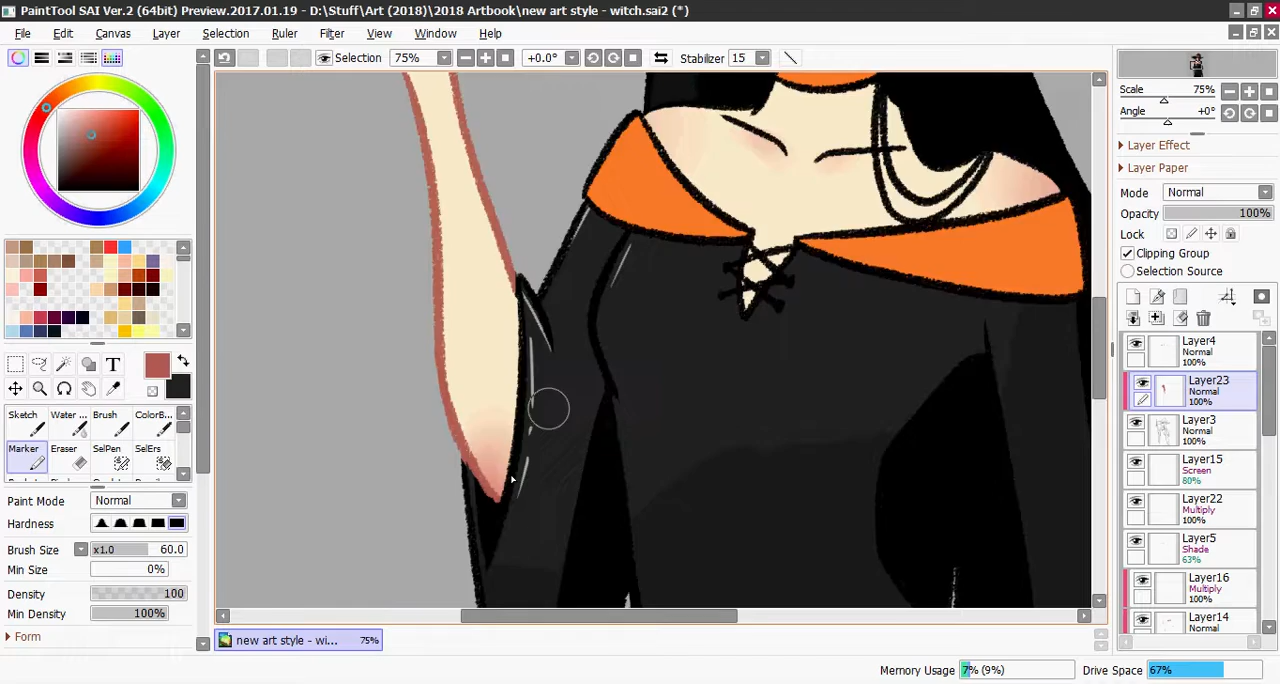 PaintTool SAI Ver.2 (64bit) Preview.2017.01.19 - D:\Stuff\Art (2018)\2018 Artbook\new art style - witch.sai2 (*)
File Edit Canvas Layer Selection Ruler Filter View Window Help
Selection 75% +0.0° Stabilizer 15
Scale
75%
Angle
+0°
Layer Effect
Layer Paper
Mode Normal
Opacity 100%
Lock
Clipping Group
Selection Source
T
Sketch Water ... Brush ColorB...
Marker Eraser SelPen SelErs
Paint Mode Normal
Hardness
Brush Size x1.0 60.0
Min Size 0%
Density 100
Min Density 100%
Form
Layer4
Normal
100%
Layer23
Normal
100%
Layer3
Normal
100%
Layer15
Screen
80%
Layer22
Multiply
100%
Layer5
Shade
63%
Layer16
Multiply
100%
Layer14
Normal
new art style - wi... 75%
Memory Usage 7% (9%) Drive Space 67%